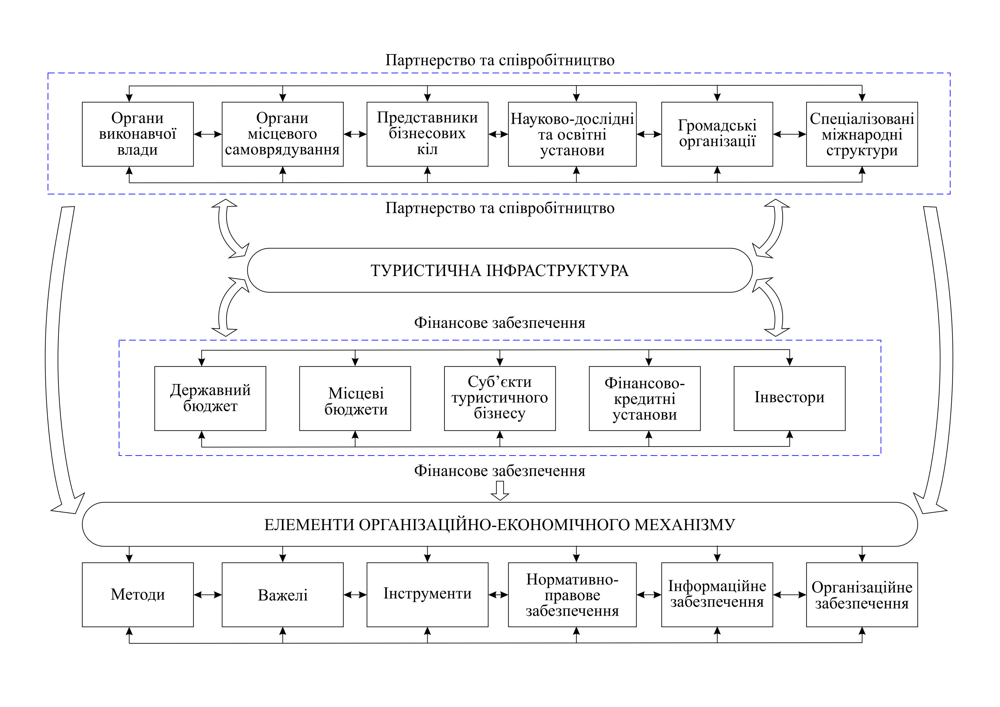 Партнерство та співробітництво
Органи
виконавчої
влади
Органи
місцевого
самоврядування
Представники
бізнесових
кіл
Науково-дослідні
та освітні
установи
Громадські
організації
Спеціалізовані
міжнародні
структури
Партнерство та співробітництво
ТУРИСТИЧНА ІНФРАСТРУКТУРА
Фінансове забезпечення
Державний
бюджет
Місцеві
бюджети
Суб’єкти
туристичного
бізнесу
Фінансово-
кредитні
установи
Інвестори
Фінансове забезпечення
ЕЛЕМЕНТИ ОРГАНІЗАЦІЙНО-ЕКОНОМІЧНОГО МЕХАНІЗМУ
Методи
Важелі
Інструменти
Нормативно-
правове
забезпечення
Інформаційне
забезпечення
Організаційне
забезпечення